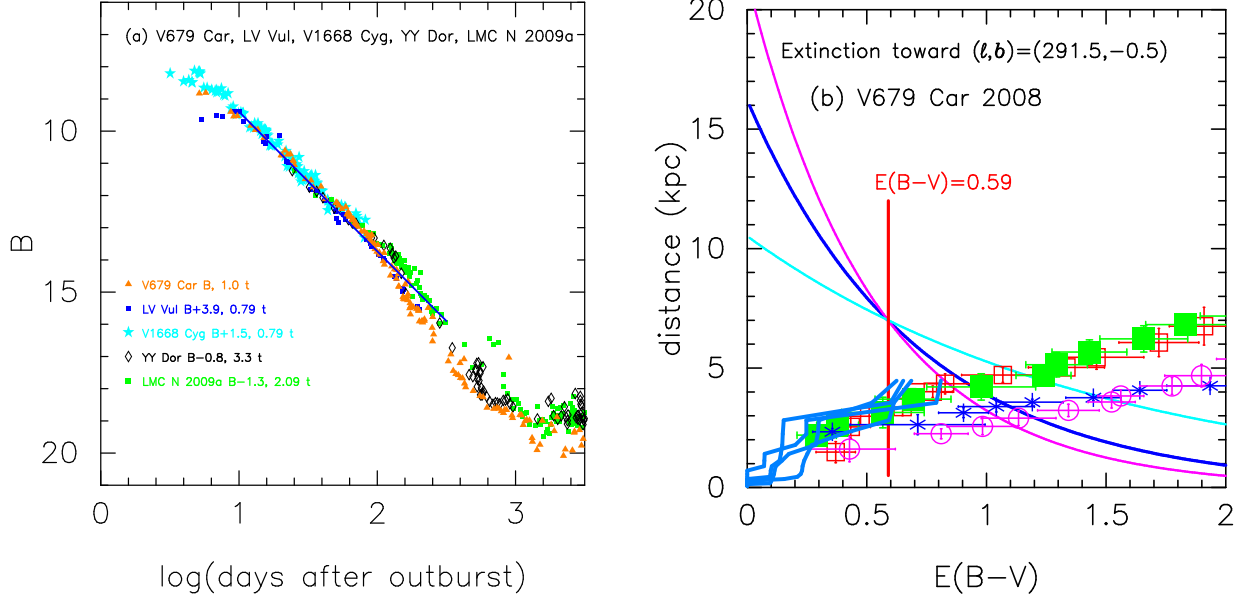 (a) V679 Car, LV Vul, V1668 Cyg, YY Dor, LMC N 2009a
10
15
20
B
V679 Car B, 1.0 t
LV Vul B+3.9, 0.79 t
V1668 Cyg B+1.5, 0.79 t
YY Dor B−0.8, 3.3 t
LMC N 2009a B−1.3, 2.09 t
0 1 2 3
log(days after outburst)
Extinction toward (ℓ,b)=(291.5,−0.5)
(b) V679 Car 2008
E(B−V)=0.59
20
15
10
5
0
distance (kpc)
0 0.5 1 1.5 2
E(B−V)